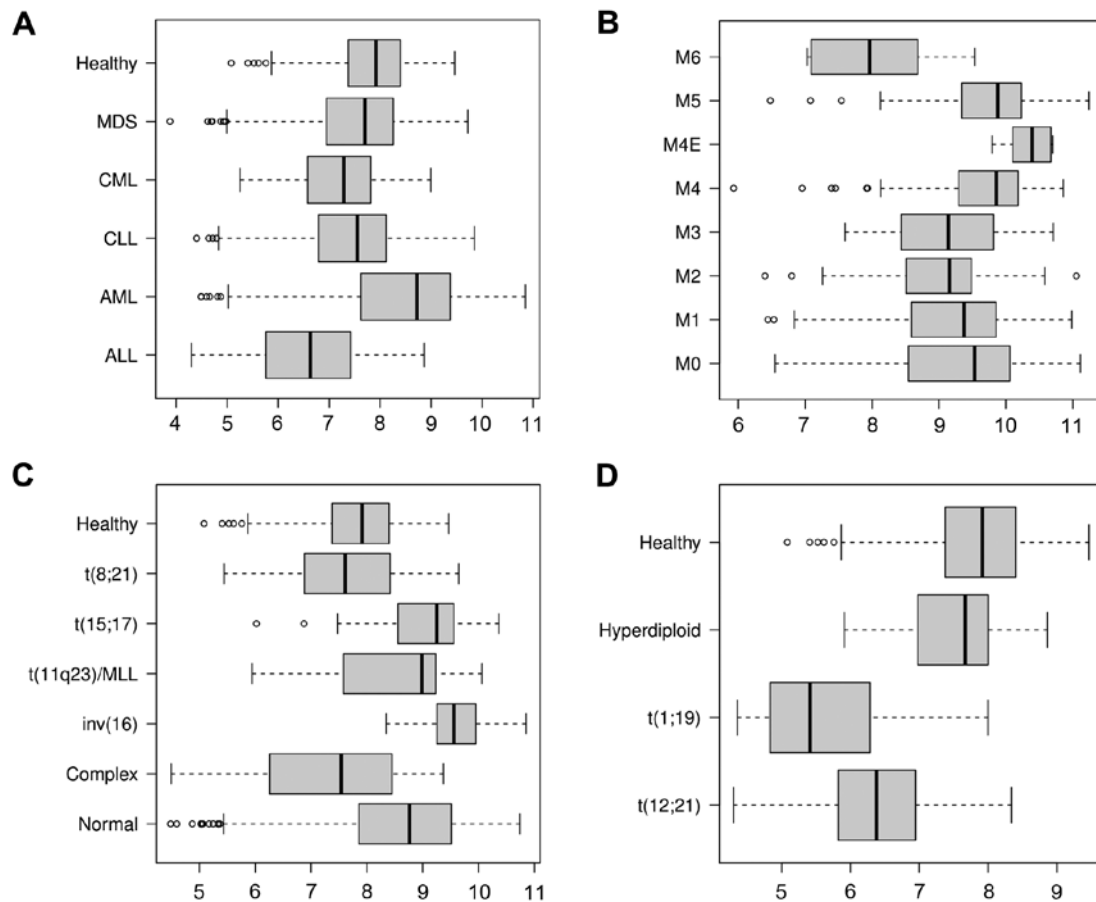 A
Healthy
MDS
CML
CLL
AML
ALL
4 5 6 7 8 9 10 11
B
M6
M5
M4E
M4
M3
M2
M1
M0
6 7 8 9 10 11
C
Healthy
t(8;21)
t(15;17)
t(11q23)/MLL
inv(16)
Complex
Normal
5 6 7 8 9 10 11
D
Healthy
Hyperdiploid
t(1;19)
t(12;21)
5 6 7 8 9